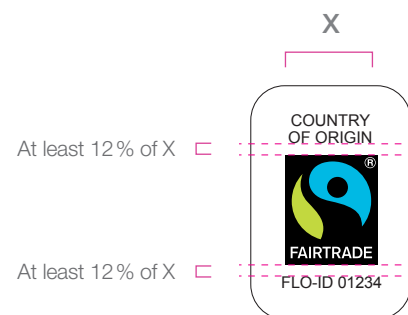 X
COUNTRY
OF ORIGIN
At least 12% of X
®
FAIRTRADE
At least 12% of X
FLO-ID 01234